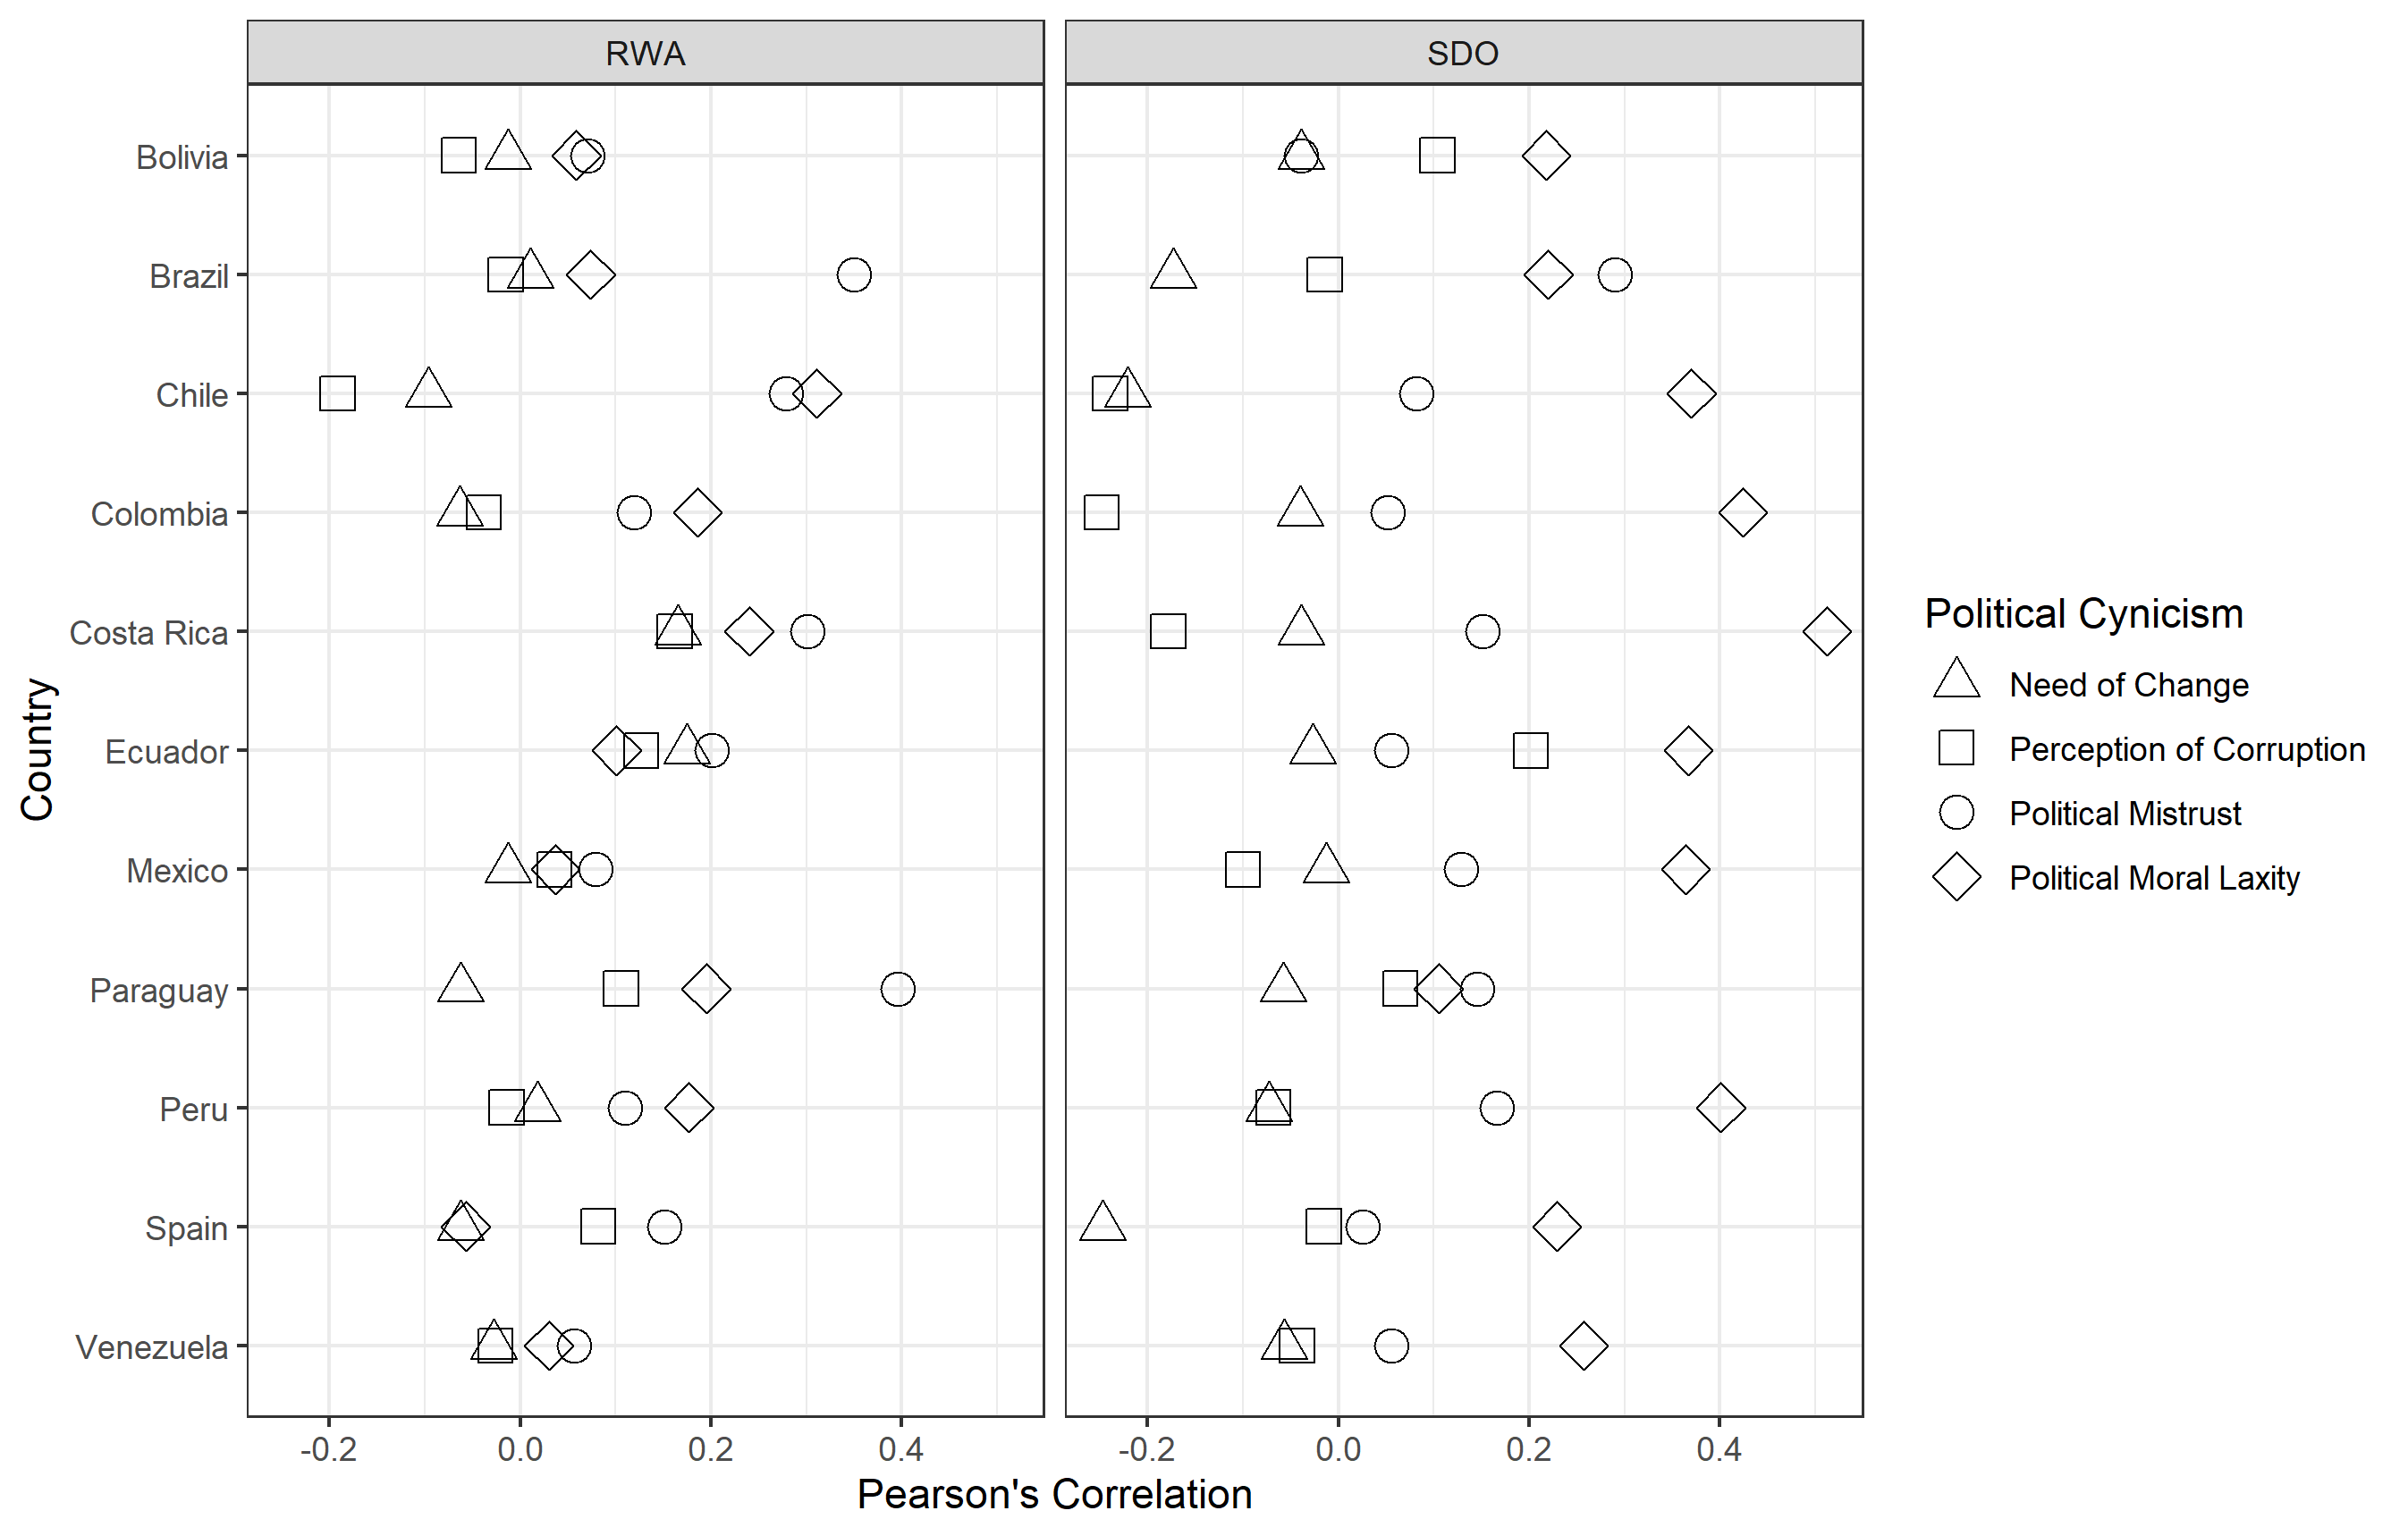 RWA
SDO
Bolivia
Brazil
Chile
Colombia
Costa Rica
Ecuador
Mexico
Paraguay
Peru
Spain
Venezuela
Country
-0.2 0.0 0.2 0.4
-0.2 0.0 0.2 0.4
Pearson's Correlation
Political Cynicism
Need of Change
Perception of Corruption
Political Mistrust
Political Moral Laxity